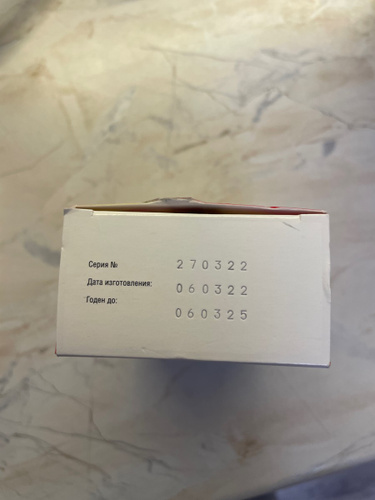 Серия № 270322
Дата изготовления: 060322
Годен до: 060325